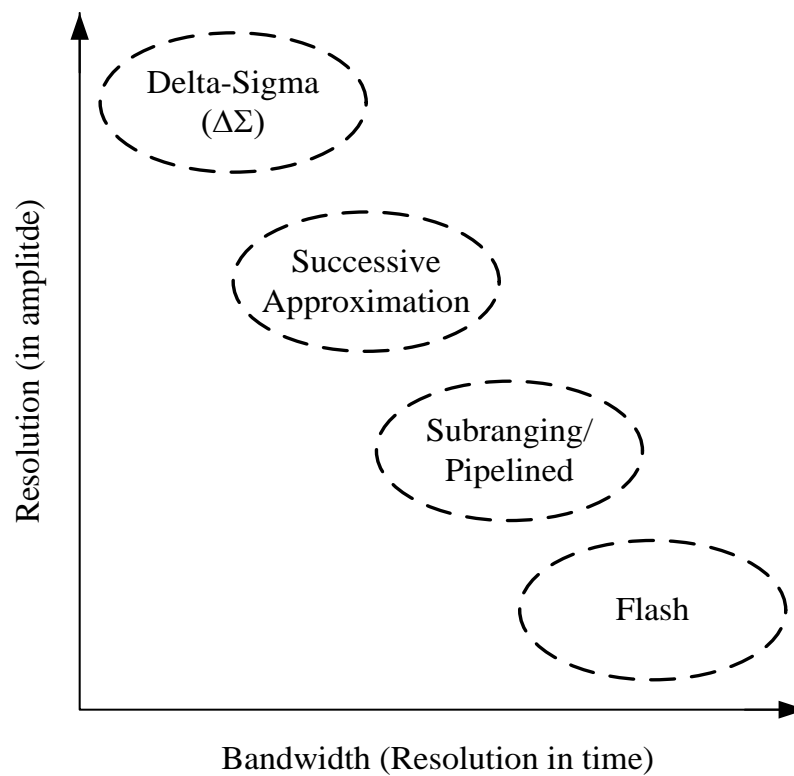 Delta-Sigma
(ΔΣ)
Successive
Approximation
Subranging/
Pipelined
Flash
Resolution (in amplitde)
Bandwidth (Resolution in time)